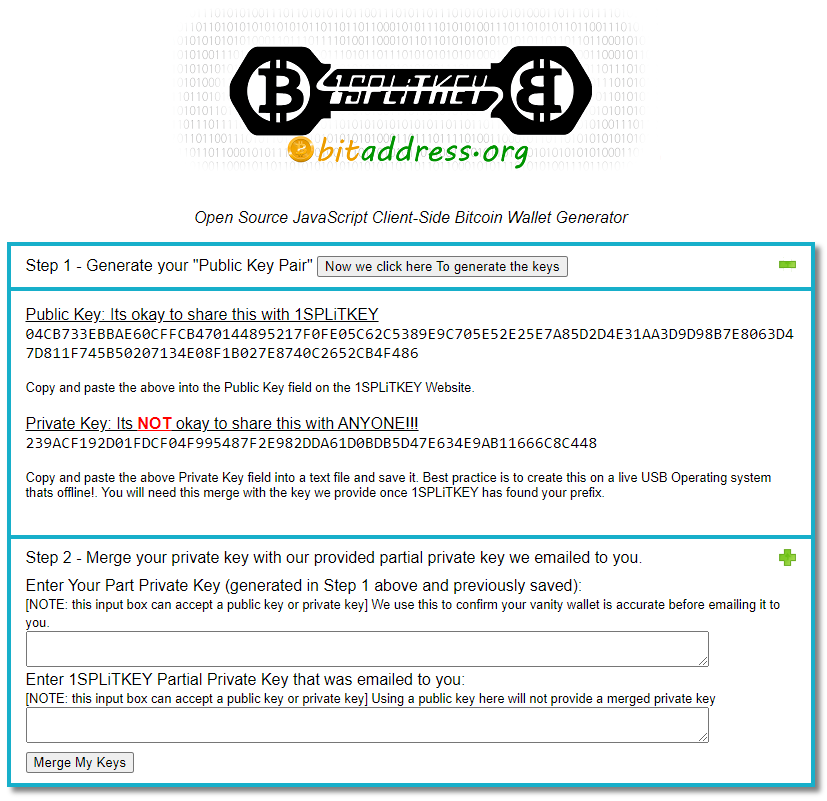 1SPLiTKEY
bitaddress.org
Open Source JavaScript Client-Side Bitcoin Wallet Generator
Step 1 - Generate your "Public Key Pair" Now we click here To generate the keys
Public Key: Its okay to share this with 1SPLiTKEY
04CB733EBBAE60CFFCB470144895217F0FE05C62C5389E9C705E52E25E7A85D2D4E31AA3D9D98B7E8063D4
7D811F745B50207134E08F1B027E8740C2652CB4F486
Copy and paste the above into the Public Key field on the 1SPLiTKEY Website.
Private Key: Its NOT okay to share this with ANYONE!!!
239ACF192D01FDCF04F995487F2E982DDA61D0BDB5D47E634E9AB11666C8C448
Copy and paste the above Private Key field into a text file and save it. Best practice is to create this on a live USB Operating system
thats offline!. You will need this merge with the key we provide once 1SPLiTKEY has found your prefix.
Step 2 - Merge your private key with our provided partial private key we emailed to you.
Enter Your Part Private Key (generated in Step 1 above and previously saved):
[NOTE: this input box can accept a public key or private key] We use this to confirm your vanity wallet is accurate before emailing it to
you.
Enter 1SPLiTKEY Partial Private Key that was emailed to you:
[NOTE: this input box can accept a public key or private key] Using a public key here will not provide a merged private key
Merge My Keys